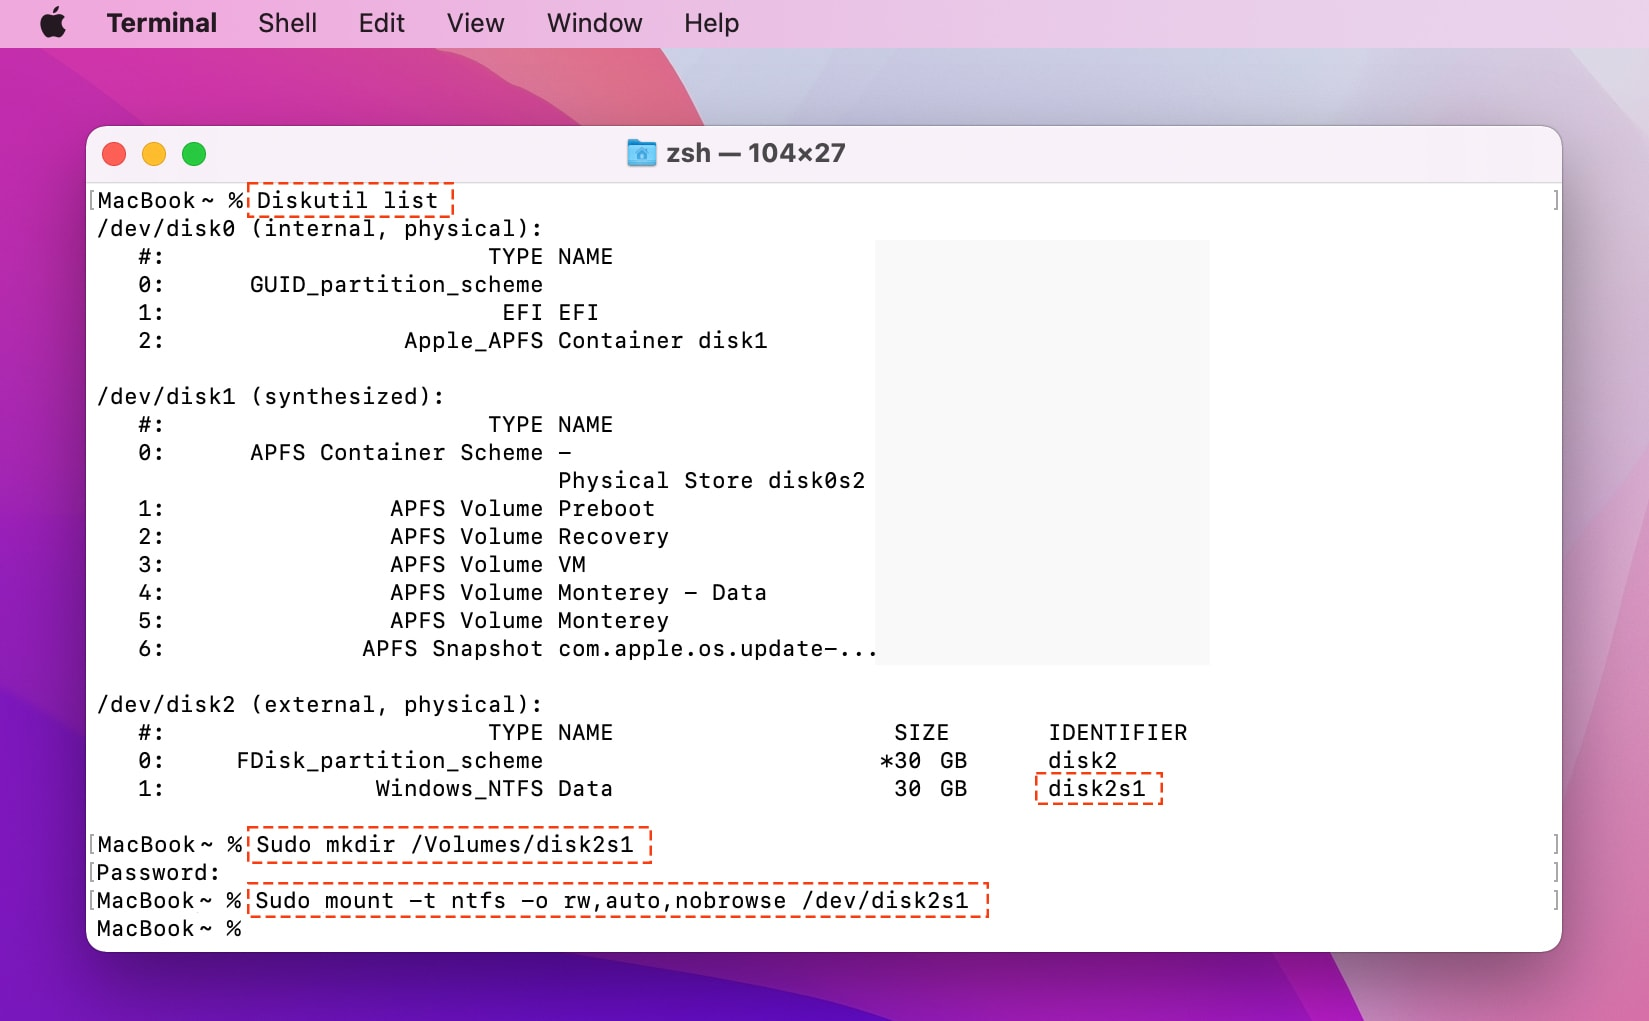 Terminal Shell Edit View Window Help
zsh — 104×27
[MacBook ~ % Diskutil list ]
/dev/disk0 (internal, physical):
#: TYPE NAME
0: GUID_partition_scheme
1: EFI EFI
2: Apple_APFS Container disk1
/dev/disk1 (synthesized):
#: TYPE NAME
0: APFS Container Scheme –
Physical Store disk0s2
1: APFS Volume Preboot
2: APFS Volume Recovery
3: APFS Volume VM
4: APFS Volume Monterey – Data
5: APFS Volume Monterey
6: APFS Snapshot com.apple.os.update–...
/dev/disk2 (external, physical):
#: TYPE NAME SIZE IDENTIFIER
0: FDisk_partition_scheme *30 GB disk2
1: Windows_NTFS Data 30 GB disk2s1
[MacBook ~ % Sudo mkdir /Volumes/disk2s1 ]
[Password: ]
[MacBook ~ % Sudo mount –t ntfs –o rw,auto,nobrowse /dev/disk2s1 ]
MacBook ~ %